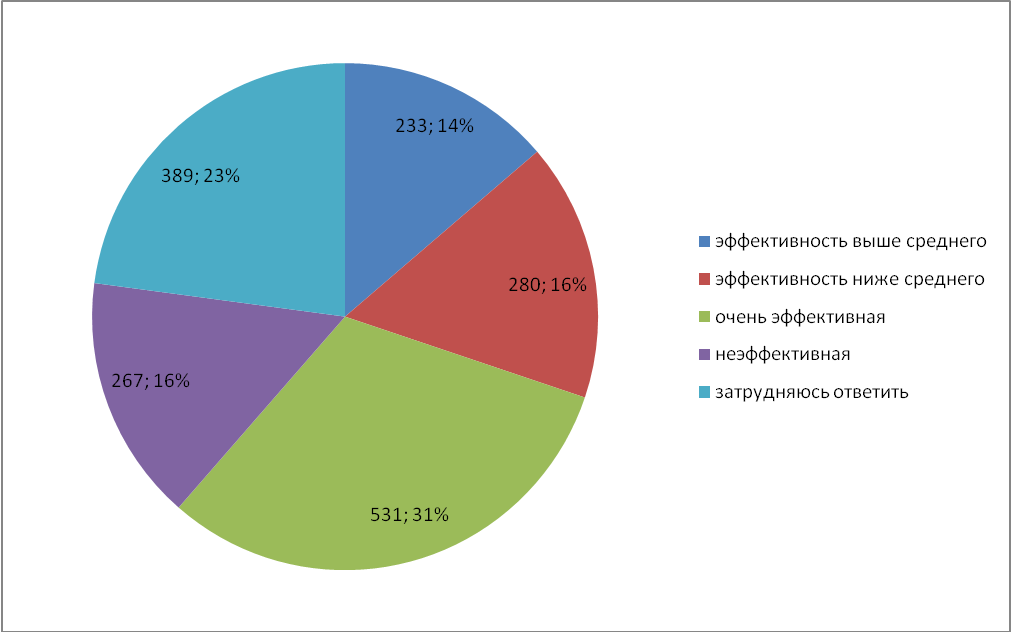 233; 14%
280; 16%
531; 31%
267; 16%
389; 23%
эффективность выше среднего
эффективность ниже среднего
очень эффективная
неэффективная
затрудняюсь ответить